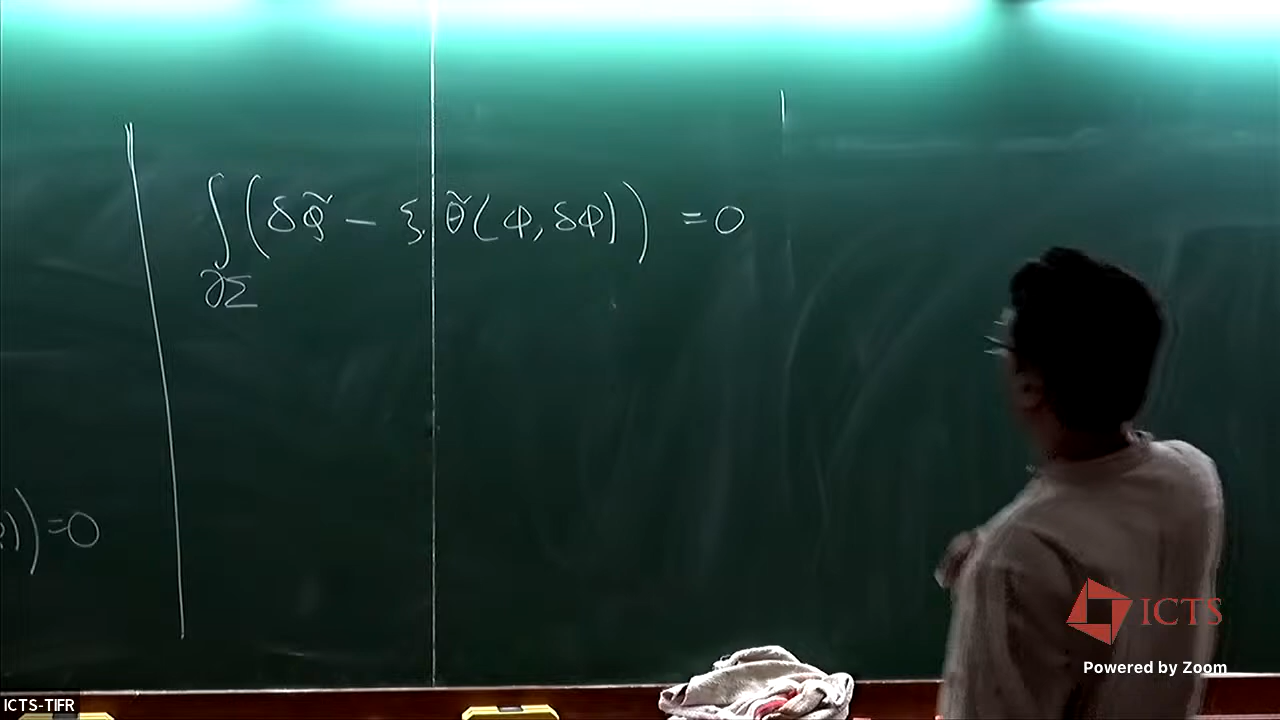 ∫_{∂Σ} (δQ̃ − ξ·θ̃(φ, δφ)) = 0
))=0
ICTS
Powered by Zoom
ICTS-TIFR